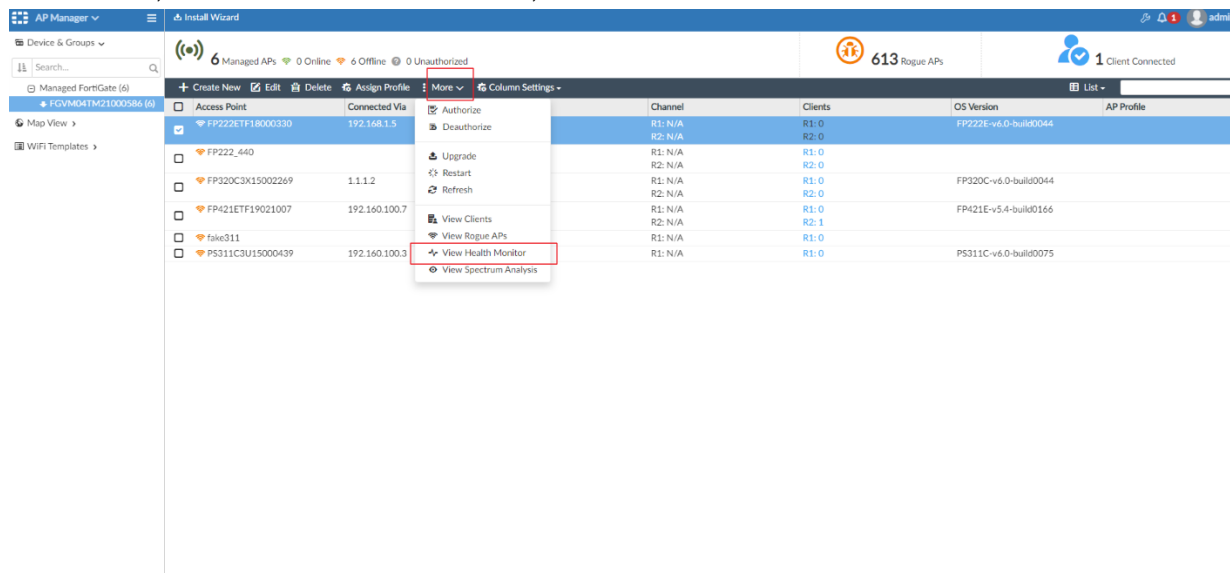 AP Manager
Install Wizard
1
admi
Device & Groups
Search...
Managed FortiGate (6)
FGVM04TM21000586 (6)
Map View
WiFi Templates
6 Managed APs 0 Online 6 Offline 0 Unauthorized
613 Rogue APs
1 Client Connected
Create New Edit Delete Assign Profile More Column Settings List
Access Point Connected Via Channel Clients OS Version AP Profile
FP222ETF18000330 192.168.1.5 R1: N/A R1: 0 FP222E-v6.0-build0044
R2: N/A R2: 0
FP222_440 R1: N/A R1: 0
R2: N/A R2: 0
FP320C3X15002269 1.1.1.2 R1: N/A R1: 0 FP320C-v6.0-build0044
R2: N/A R2: 0
FP421ETF19021007 192.160.100.7 R1: N/A R1: 0 FP421E-v5.4-build0166
R2: N/A R2: 1
fake311 R1: N/A R1: 0
PS311C3U15000439 192.160.100.3 R1: N/A R1: 0 PS311C-v6.0-build0075
Authorize
Deauthorize
Upgrade
Restart
Refresh
View Clients
View Rogue APs
View Health Monitor
View Spectrum Analysis